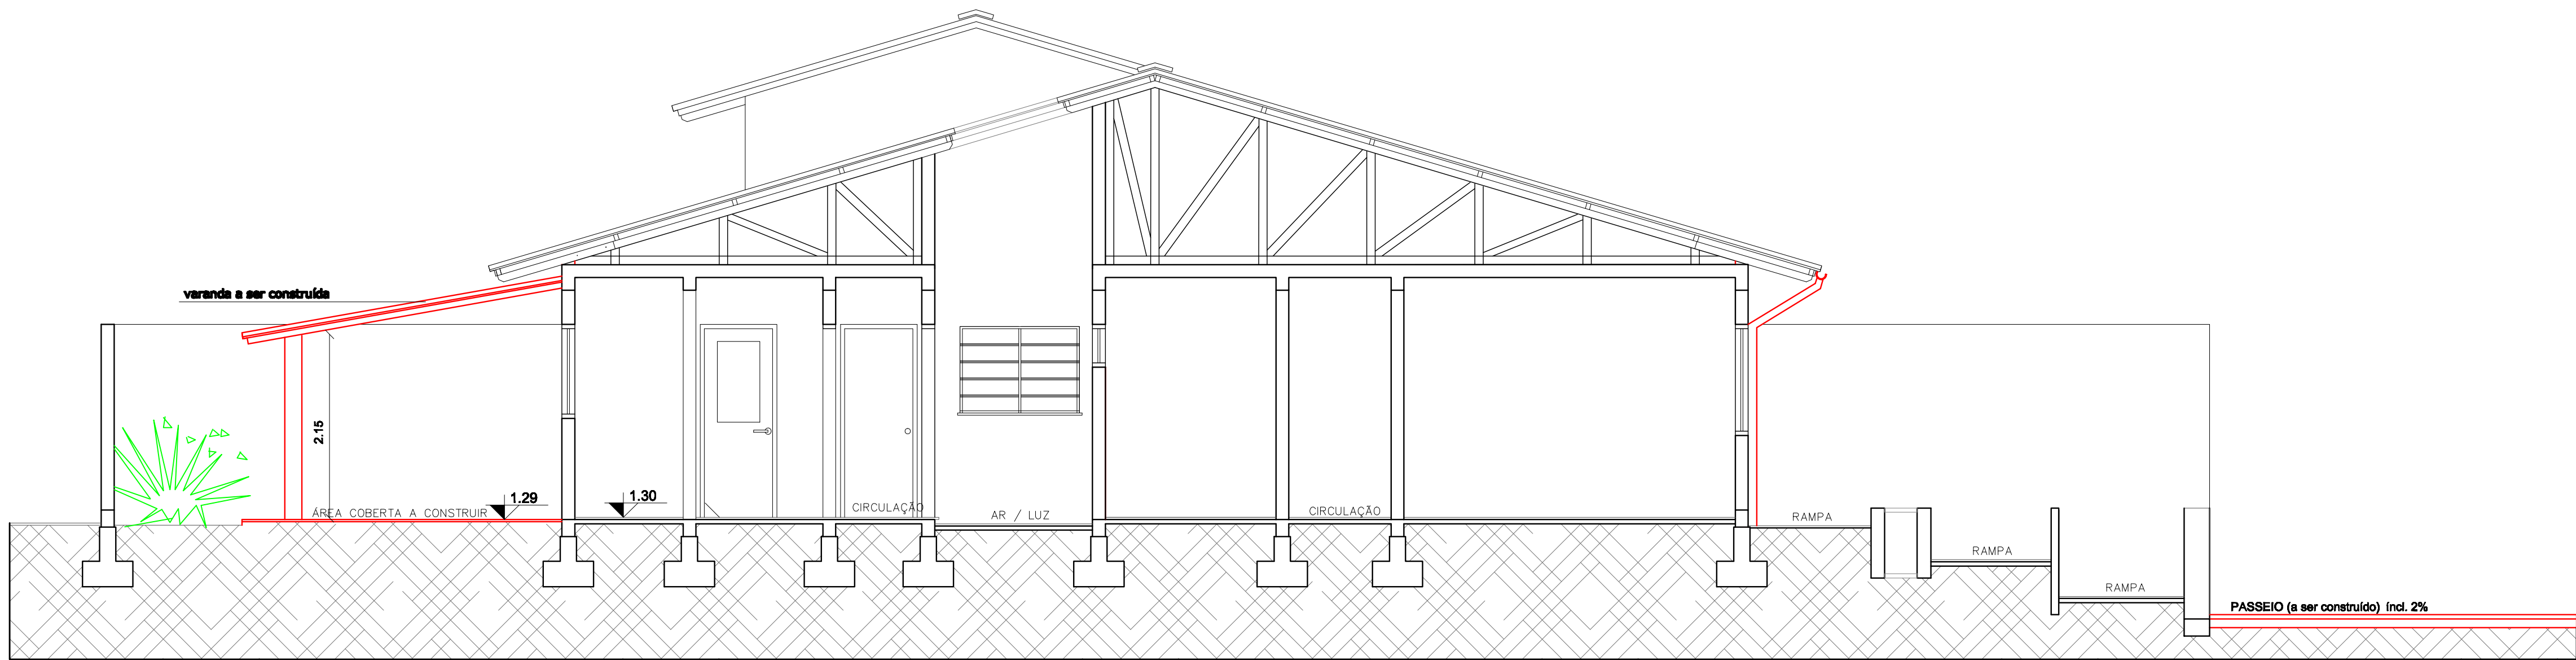 varanda a ser construída
2.15
ÁREA COBERTA A CONSTRUIR
1.29
1.30
CIRCULAÇÃO
AR / LUZ
CIRCULAÇÃO
RAMPA
RAMPA
RAMPA
PASSEIO (a ser construído) incl. 2%